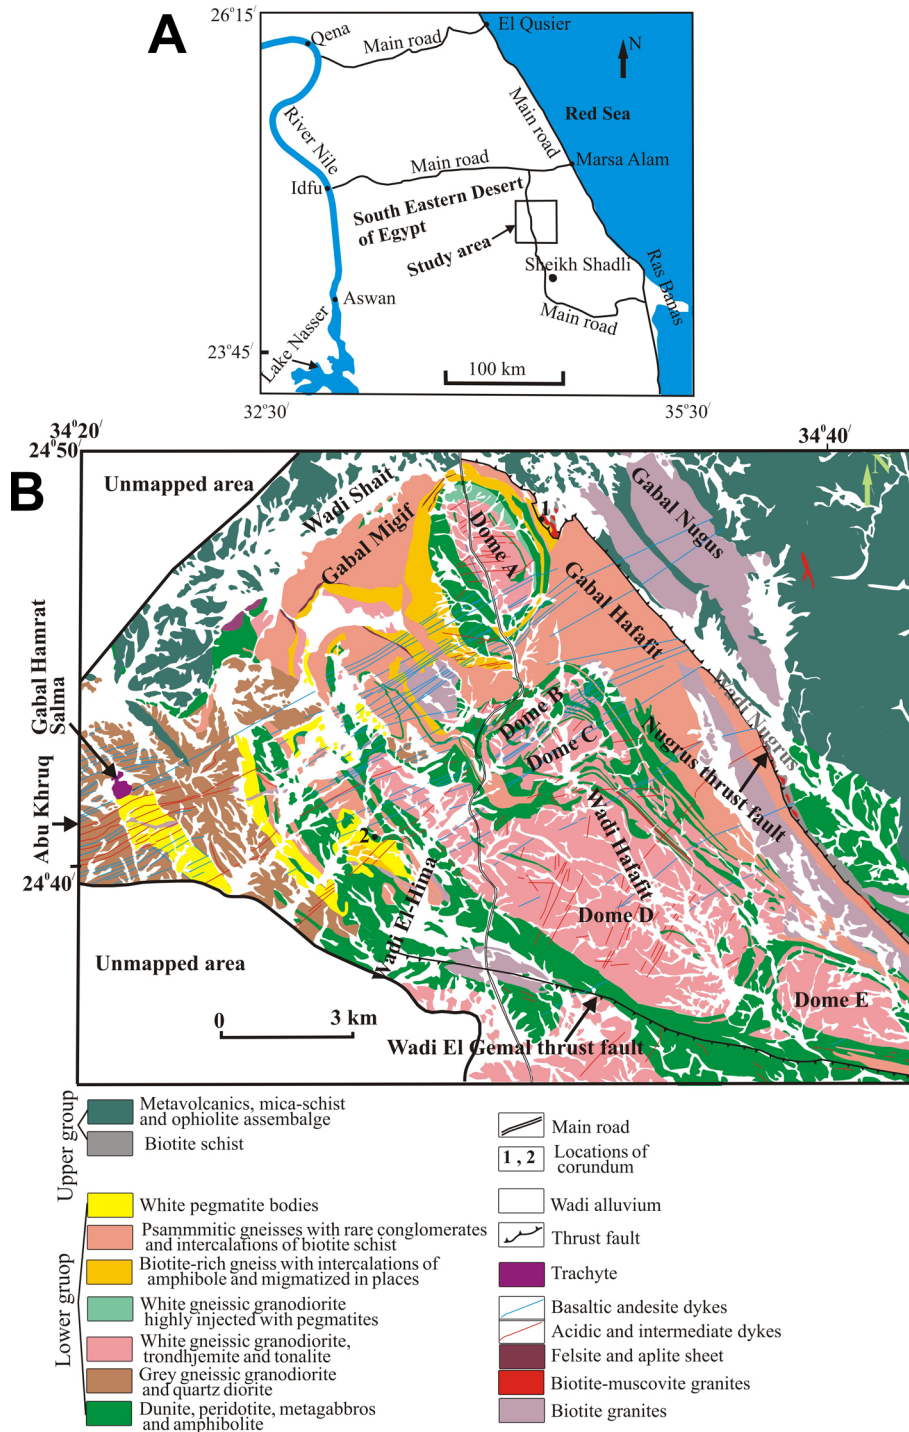 A
26°15′
Qena
Main road
El Qusier
N
Red Sea
Main road
River Nile
Idfu
Main road
Marsa Alam
South Eastern Desert
of Egypt
Study area
Sheikh Shadli
Ras Banas
Aswan
Main road
Lake Nasser
23°45′
100 km
32°30′
35°30′
B
34°20′
24°50′
34°40′
Unmapped area
Wadi Shait
Gabal Migif
Dome A
1
Gabal Nugus
N
Gabal Hafafit
Gabal Hamrat
Salma
Dome B
Dome C
Wadi Nugrus
Nugrus thrust fault
Abu Khruq
2
Wadi Hafafit
24°40′
Wadi El-Hima
Dome D
Unmapped area
Dome E
0 3 km
Wadi El Gemal thrust fault
Upper group
Metavolcanics, mica-schist
and ophiolite assembalge
Biotite schist
Lower gruop
White pegmatite bodies
Psammmitic gneisses with rare conglomerates
and intercalations of biotite schist
Biotite-rich gneiss with intercalations of
amphibole and migmatized in places
White gneissic granodiorite
highly injected with pegmatites
White gneissic granodiorite,
trondhjemite and tonalite
Grey gneissic granodiorite
and quartz diorite
Dunite, peridotite, metagabbros
and amphibolite
Main road
1 , 2
Locations of
corundum
Wadi alluvium
Thrust fault
Trachyte
Basaltic andesite dykes
Acidic and intermediate dykes
Felsite and aplite sheet
Biotite-muscovite granites
Biotite granites